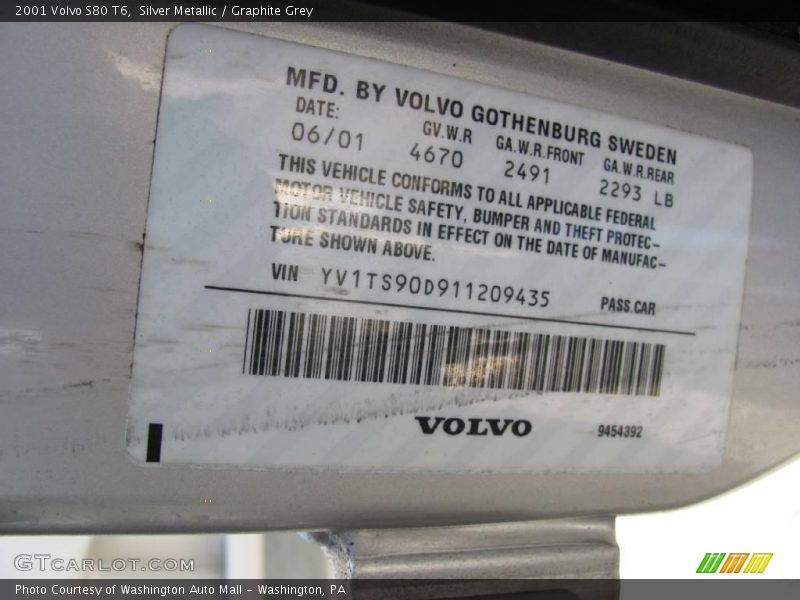 2001 Volvo S80 T6, Silver Metallic / Graphite Grey
MFD. BY VOLVO GOTHENBURG SWEDEN
DATE: GV.W.R GA.W.R.FRONT GA.W.R.REAR
06/01 4670 2491 2293 LB
THIS VEHICLE CONFORMS TO ALL APPLICABLE FEDERAL
MOTOR VEHICLE SAFETY, BUMPER AND THEFT PROTEC-
TION STANDARDS IN EFFECT ON THE DATE OF MANUFAC-
TURE SHOWN ABOVE.
VIN YV1TS90D911209435 PASS.CAR
VOLVO 9454392
GTCARLOT.COM
Photo Courtesy of Washington Auto Mall - Washington, PA